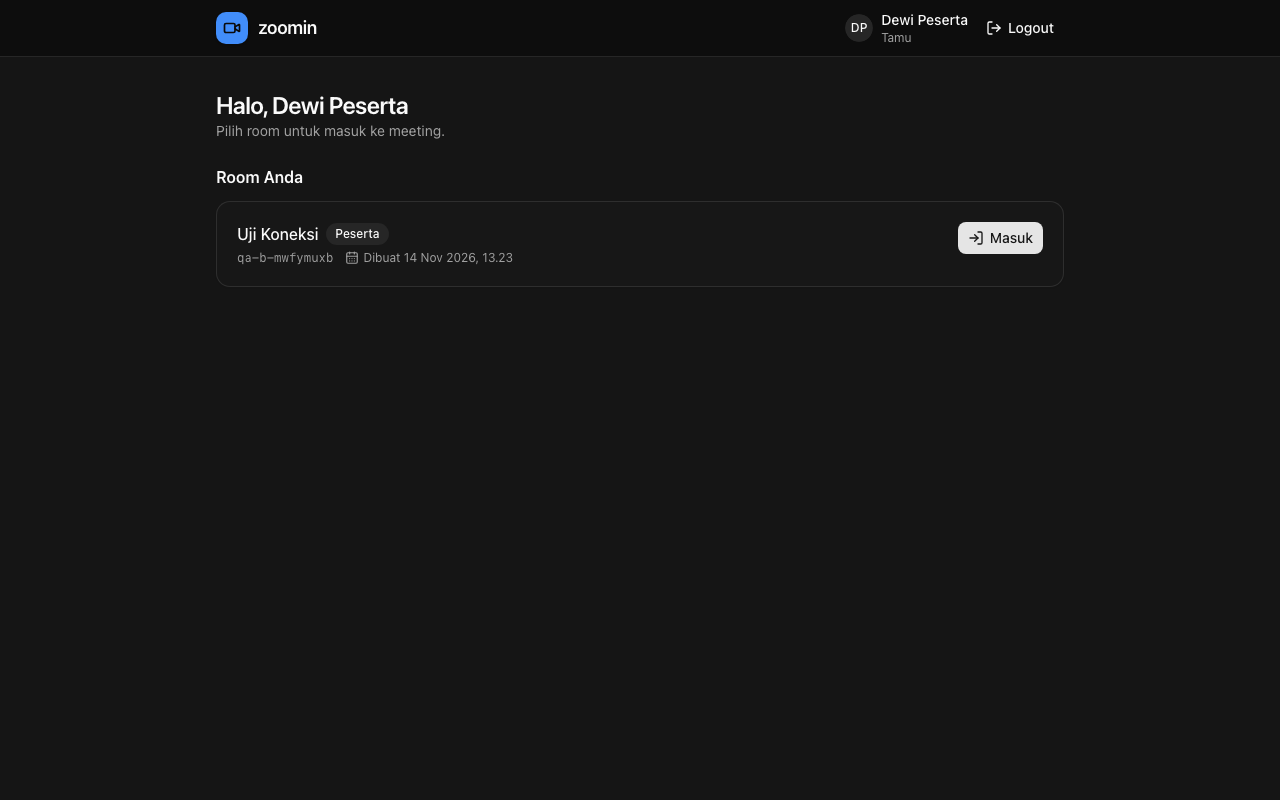 zoomin
DP
Dewi Peserta
Tamu
Logout
Halo, Dewi Peserta
Pilih room untuk masuk ke meeting.
Room Anda
Uji Koneksi
Peserta
qa-b-mwfymuxb
Dibuat 14 Nov 2026, 13.23
Masuk